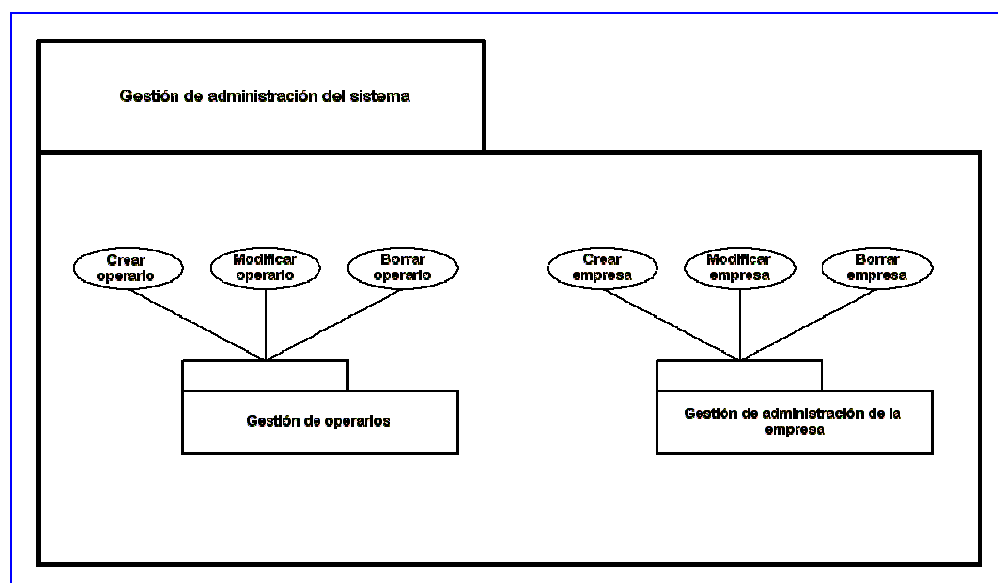 Gestión de administración del sistema
Crear
operario
Modificar
operario
Borrar
operario
Crear
empresa
Modificar
empresa
Borrar
empresa
Gestión de operarios
Gestión de administración de la
empresa